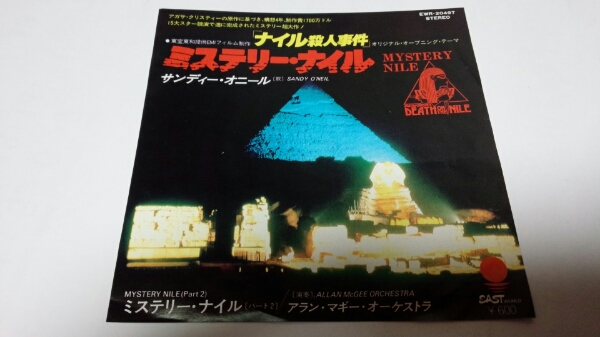 EWR-20497
STEREO
アガサ・クリスティーの原作に基づき、構想4年、製作費1700万ドル
15大スター競演で遂に完成されたミステリー超大作!
●東宝東和提供EMIフィルム制作「ナイル殺人事件」オリジナル・オープニング・テーマ
ミステリー・ナイル
MYSTERY NILE
サンディー・オニール(歌) SANDY O'NEIL
DEATH ON THE NILE
MYSTERY NILE (Part 2)
ミステリー・ナイル(パート2)
(演奏) ALLAN McGEE ORCHESTRA
アラン・マギー・オーケストラ
EAST WORLD
¥600